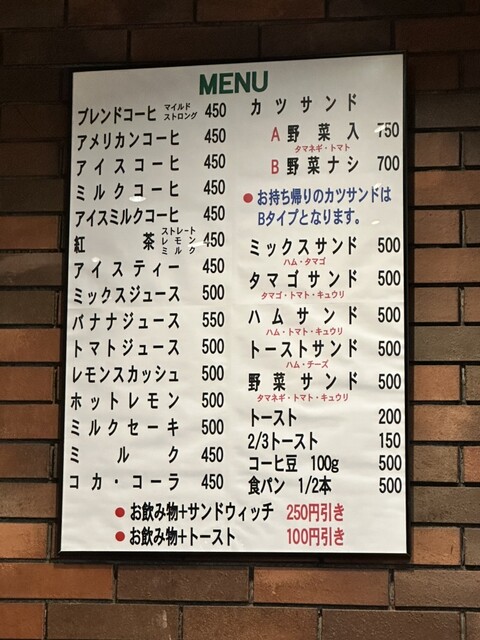 MENU
ブレンドコーヒ マイルド ストロング 450
アメリカンコーヒ 450
アイスコーヒ 450
ミルクコーヒ 450
アイスミルクコーヒ 450
紅茶 ストレート レモン ミルク 450
アイスティー 450
ミックスジュース 500
バナナジュース 550
トマトジュース 500
レモンスカッシュ 500
ホットレモン 500
ミルクセーキ 500
ミルク 450
コカ・コーラ 450
カツサンド
A 野菜入 750
タマネギ・トマト
B 野菜ナシ 700
● お持ち帰りのカツサンドは
Bタイプとなります。
ミックスサンド 500
ハム・タマゴ
タマゴサンド 500
タマゴ・トマト・キュウリ
ハムサンド 500
ハム・トマト・キュウリ
トーストサンド 500
ハム・チーズ
野菜サンド 500
タマネギ・トマト・キュウリ
トースト 200
2/3トースト 150
コーヒ豆 100g 500
食パン 1/2本 500
● お飲み物+サンドウィッチ 250円引き
● お飲み物+トースト 100円引き